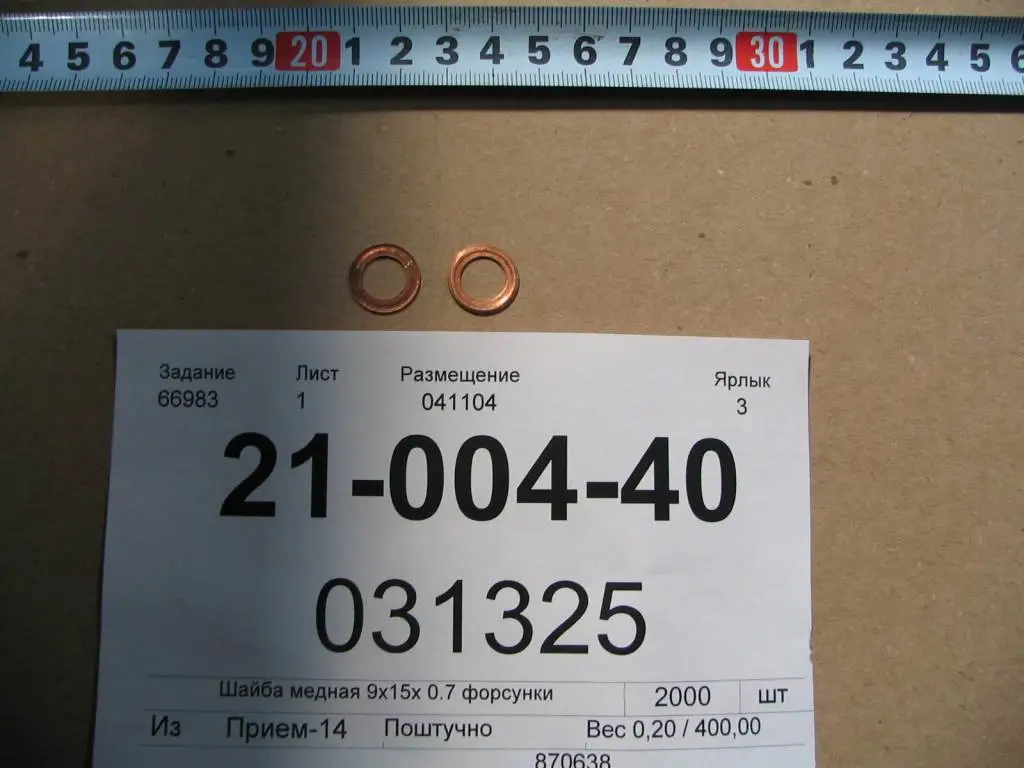 4 5 6 7 8 9 20 1 2 3 4 5 6 7 8 9 30 1 2 3 4 5 6
Задание Лист Размещение Ярлык
66983 1 041104 3
21-004-40
031325
Шайба медная 9x15x 0.7 форсунки 2000 шт
Из Прием-14 Поштучно Вес 0,20 / 400,00
870638